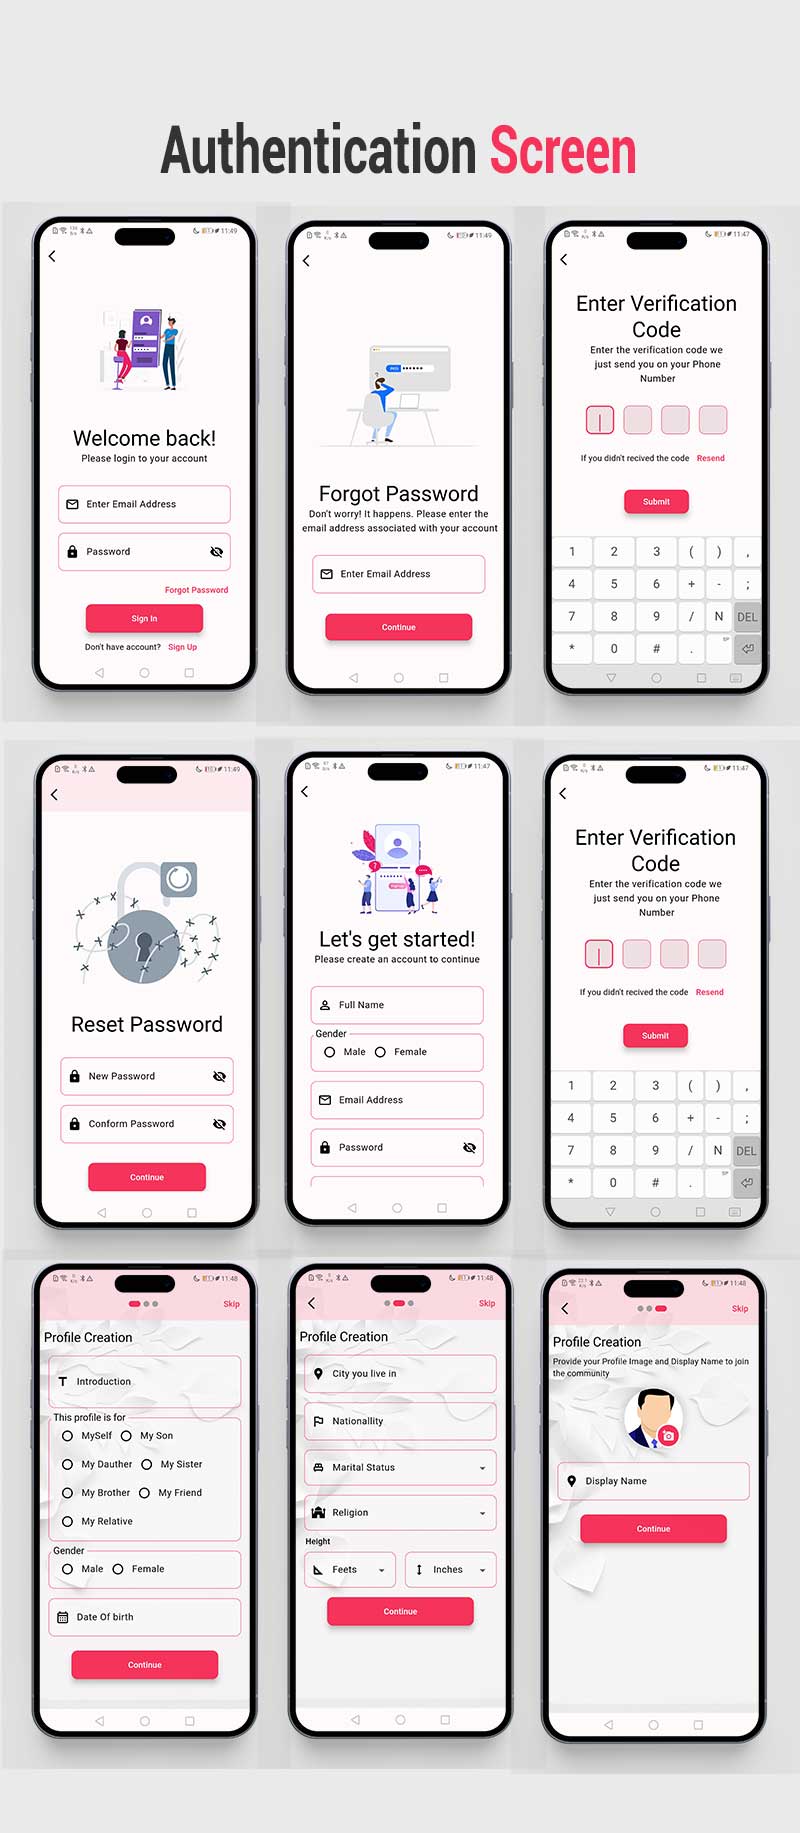 Authentication Screen
11:49
Welcome back!
Please login to your account
Enter Email Address
Password
Forgot Password
Sign In
Don't have account? Sign Up
11:49
Forgot Password
Don't worry! It happens. Please enter the
email address associated with your account
Enter Email Address
Continue
11:47
Enter Verification
Code
Enter the verification code we
just send you on your Phone
Number
If you didn't recived the code Resend
Submit
1 2 3 ( ) ,
4 5 6 + - ;
7 8 9 / N DEL
* 0 # .
11:49
Reset Password
New Password
Conform Password
Continue
11:47
Let's get started!
Please create an account to continue
Full Name
Gender
Male Female
Email Address
Password
11:47
Enter Verification
Code
Enter the verification code we
just send you on your Phone
Number
If you didn't recived the code Resend
Submit
1 2 3 ( ) ,
4 5 6 + - ;
7 8 9 / N DEL
* 0 # .
11:48
Skip
Profile Creation
Introduction
This profile is for
MySelf My Son
My Dauther My Sister
My Brother My Friend
My Relative
Gender
Male Female
Date Of birth
Continue
11:48
Skip
Profile Creation
City you live in
Nationallity
Marital Status
Religion
Height
Feets Inches
Continue
11:48
Skip
Profile Creation
Provide your Profile Image and Display Name to join
the community
Display Name
Continue